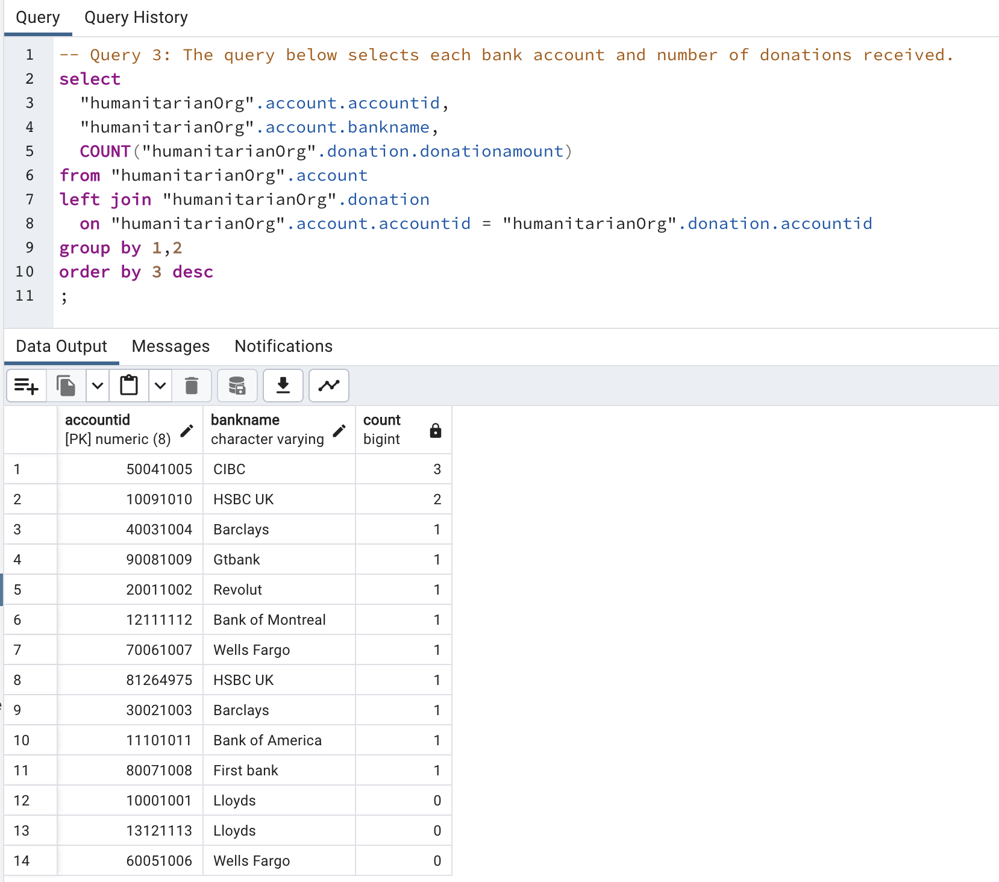 Query Query History
1 -- Query 3: The query below selects each bank account and number of donations received.
2 select
3 "humanitarianOrg".account.accountid,
4 "humanitarianOrg".account.bankname,
5 COUNT("humanitarianOrg".donation.donationamount)
6 from "humanitarianOrg".account
7 left join "humanitarianOrg".donation
8 on "humanitarianOrg".account.accountid = "humanitarianOrg".donation.accountid
9 group by 1,2
10 order by 3 desc
11 ;
Data Output Messages Notifications
accountid bankname count
[PK] numeric (8) character varying bigint
1 50041005 CIBC 3
2 10091010 HSBC UK 2
3 40031004 Barclays 1
4 90081009 Gtbank 1
5 20011002 Revolut 1
6 12111112 Bank of Montreal 1
7 70061007 Wells Fargo 1
8 81264975 HSBC UK 1
9 30021003 Barclays 1
10 11101011 Bank of America 1
11 80071008 First bank 1
12 10001001 Lloyds 0
13 13121113 Lloyds 0
14 60051006 Wells Fargo 0